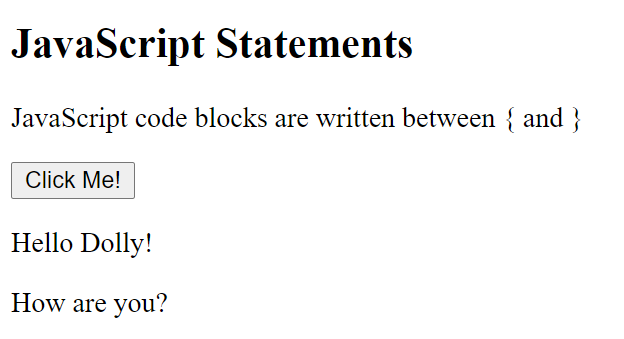 JavaScript Statements
JavaScript code blocks are written between { and }
Click Me!
Hello Dolly!
How are you?